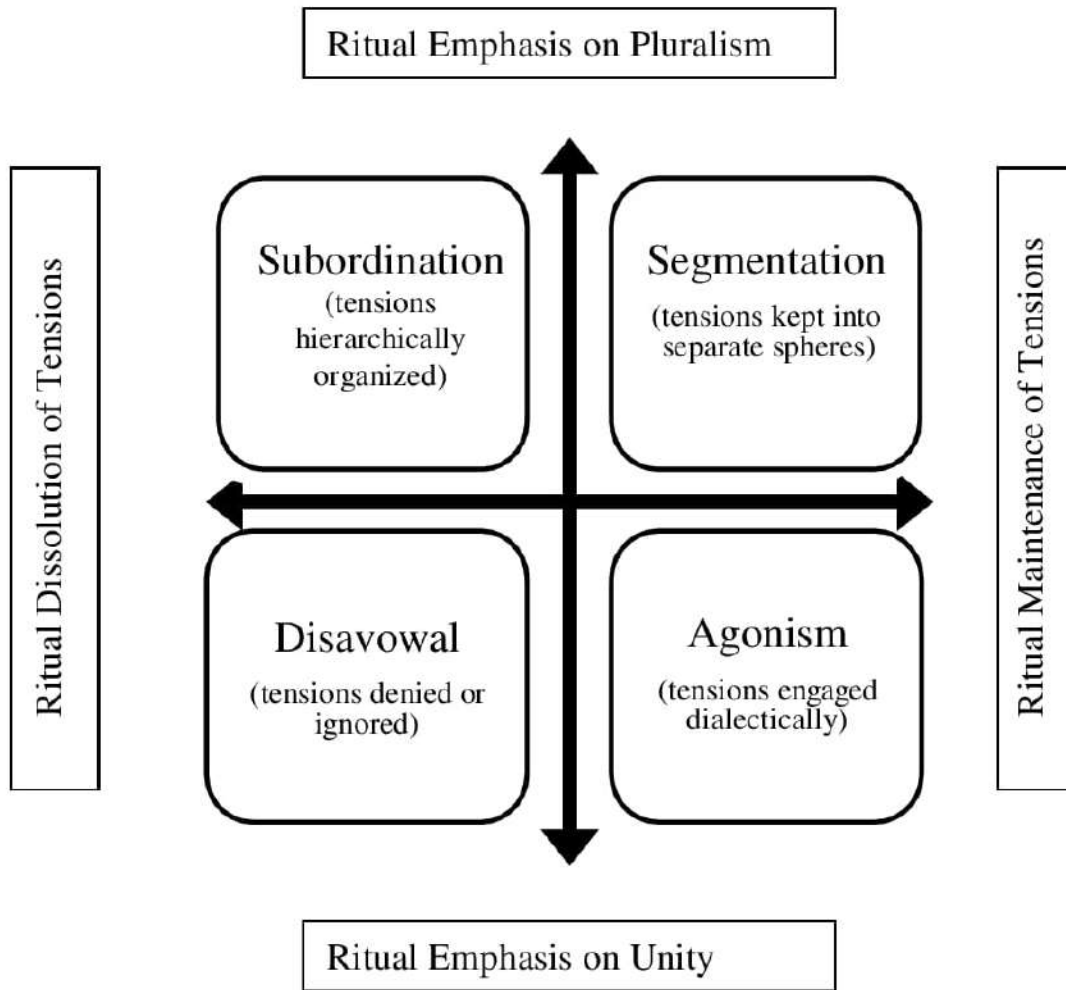 Ritual Emphasis on Pluralism
Ritual Dissolution of Tensions
Subordination
(tensions
hierarchically
organized)
Segmentation
(tensions kept into
separate spheres)
Ritual Maintenance of Tensions
Disavowal
(tensions denied or
ignored)
Agonism
(tensions engaged
dialectically)
Ritual Emphasis on Unity